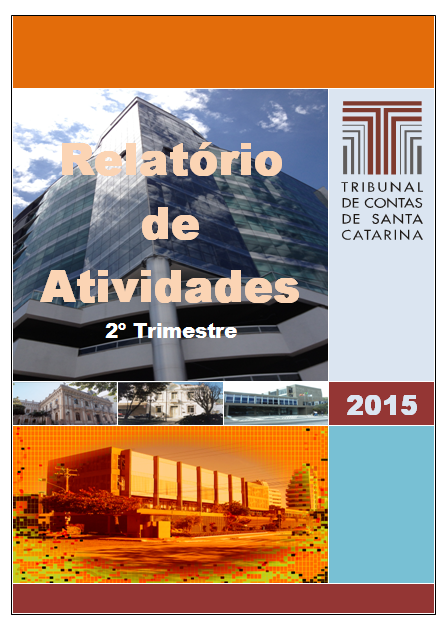 Relatório
de
Atividades
2º Trimestre
TRIBUNAL
DE CONTAS
DE SANTA
CATARINA
2015